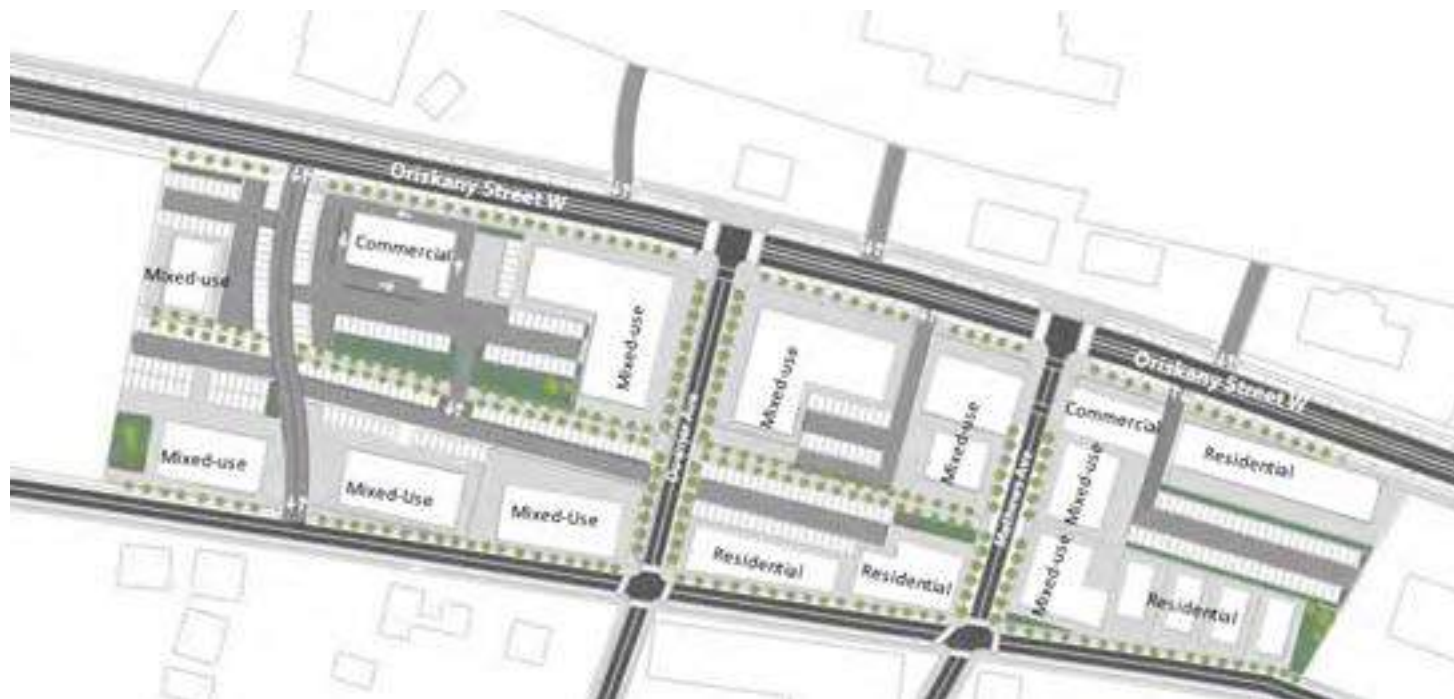 Oriskany Street W
Commercial
Mixed-use
Mixed-use
Mixed-use
Mixed-use
Commercial
Oriskany Street W
Residential
Mixed-use
Mixed-use
Mixed-Use
Mixed-Use
Mixed-use
Residential
Residential
Residential